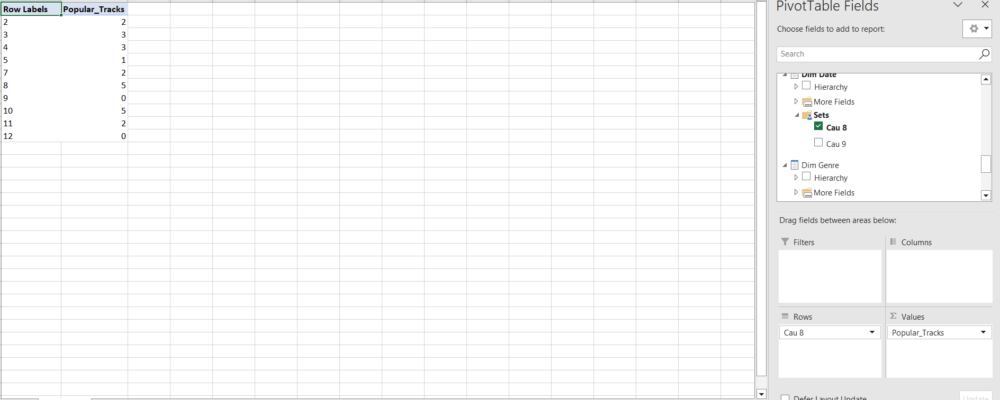 Row Labels Popular_Tracks
2 2
3 3
4 3
5 1
7 2
8 5
9 0
10 5
11 2
12 0
PivotTable Fields
Choose fields to add to report:
Search
Dim Date
Hierarchy
More Fields
Sets
Cau 8
Cau 9
Dim Genre
Hierarchy
More Fields
Drag fields between areas below:
Filters
Columns
Rows
Σ Values
Cau 8
Popular_Tracks
Defer Layout Update
Update